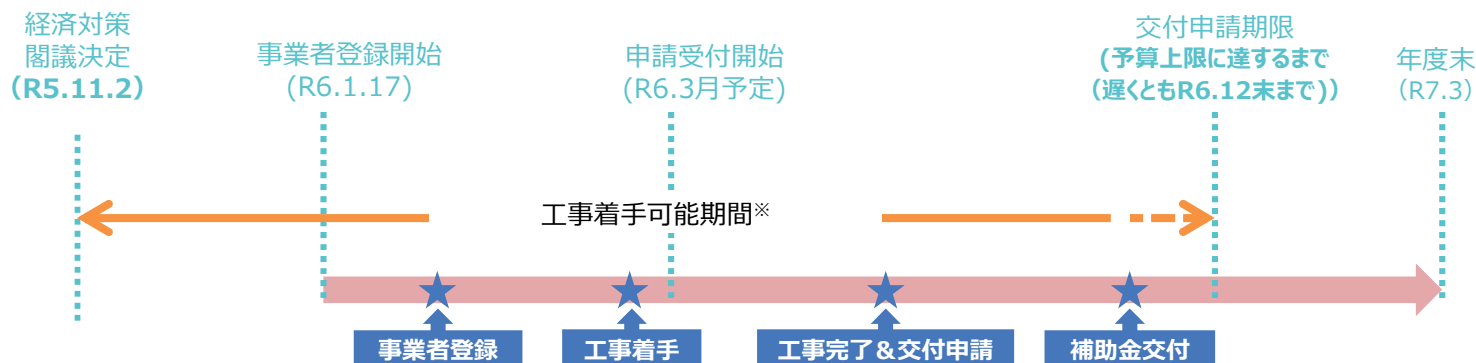 経済対策
閣議決定
（R5.11.2）
事業者登録開始
(R6.1.17)
申請受付開始
(R6.3月予定)
交付申請期限
(予算上限に達するまで
（遅くともR6.12末まで）)
年度末
（R7.3）
工事着手可能期間※
事業者登録
工事着手
工事完了＆交付申請
補助金交付